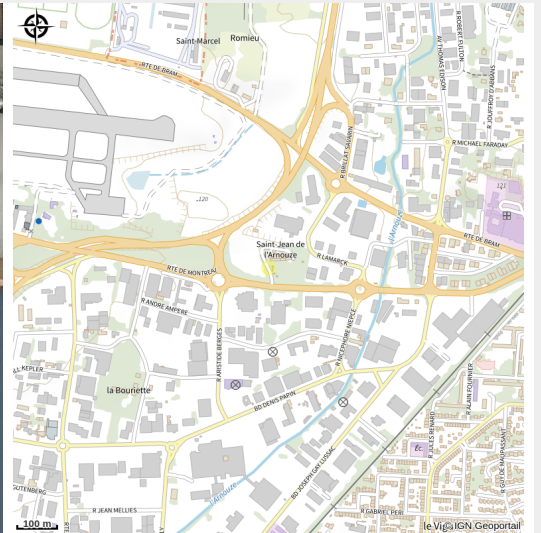 Saint-Marcel
Romieu
RTE DE BRAM
AV THOMAS EDISON
R ROBERT FULTON
R JOUFFROY D'ABBANS
R MICHAEL FARADAY
R BRILLAT SAVARIN
120
121
l'Arnouze
RTE DE BRAM
Saint-Jean de
l'Arnouze
R LAMARCK
RTE DE MONTREAL
R ANDRE AMPERE
R ARISTIDE BERGES
R NICEPHORE NIEPCE
KEPLER
la Bouriette
BD DENIS PAPIN
R ALAIN FOURNIER
R JULES RENARD
R GUY DE MAUPASSANT
BD JOSEPH GAY LUSSAC
GUTENBERG
l'Arnouze
R JEAN MELLIES
R GABRIEL PERI
100 m
IGN Geoportail